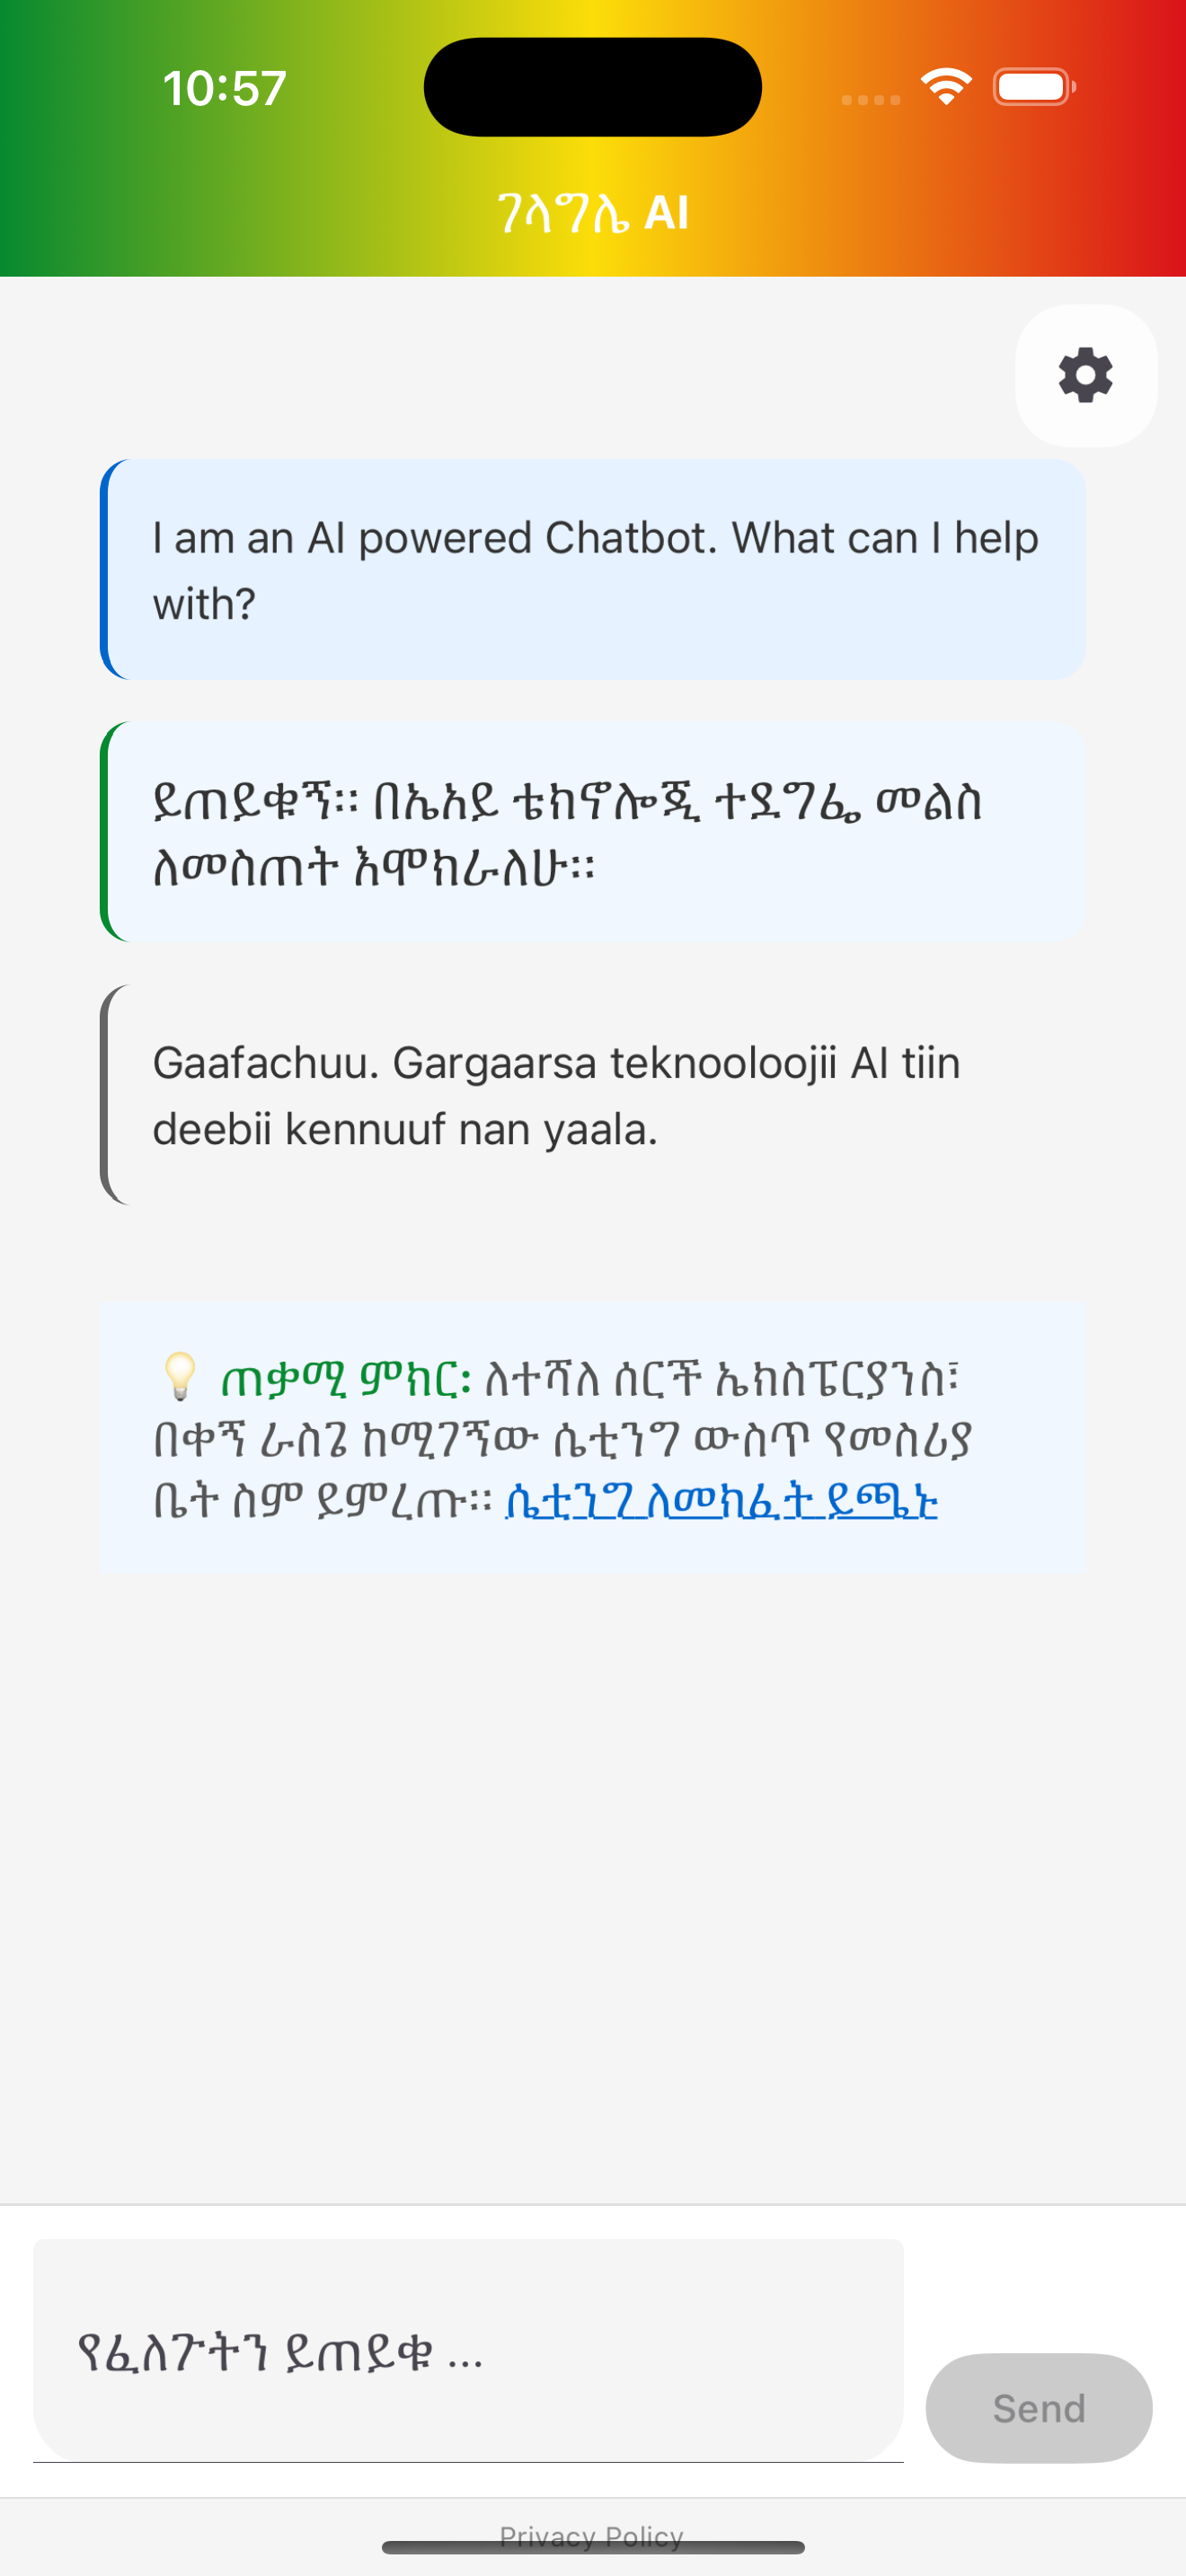 10:57
ገላግሌ AI
I am an AI powered Chatbot. What can I help
with?
ይጠይቁኝ። በኤአይ ቴክኖሎጂ ተደግፌ መልስ
ለመስጠት እሞክራለሁ።
Gaafachuu. Gargaarsa teknooloojii AI tiin
deebii kennuuf nan yaala.
💡 ጠቃሚ ምክር: ለተሻለ ሰርች ኤክስፔርያንስ፣
በቀኝ ራስጌ ከሚገኝው ሴቲንግ ውስጥ የመስሪያ
ቤት ስም ይምረጡ። ሴቲንግ ለመክፈት ይጫኑ
የፈለጉትን ይጠይቁ ...
Send
Privacy Policy